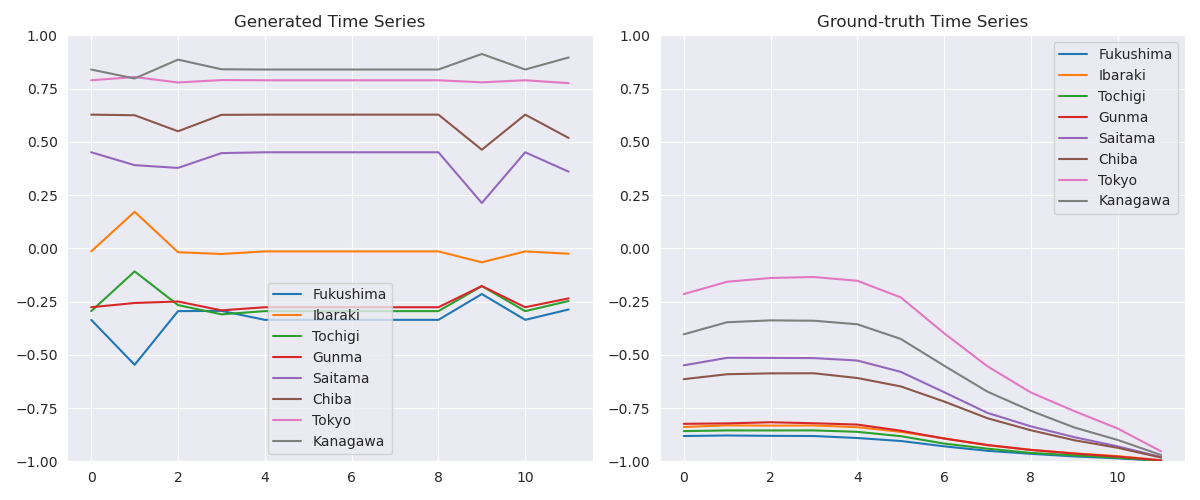 Generated Time Series
1.00
0.75
0.50
0.25
0.00
−0.25
−0.50
−0.75
−1.00
0 2 4 6 8 10
Fukushima
Ibaraki
Tochigi
Gunma
Saitama
Chiba
Tokyo
Kanagawa
Ground-truth Time Series
1.00
0.75
0.50
0.25
0.00
−0.25
−0.50
−0.75
−1.00
0 2 4 6 8 10
Fukushima
Ibaraki
Tochigi
Gunma
Saitama
Chiba
Tokyo
Kanagawa